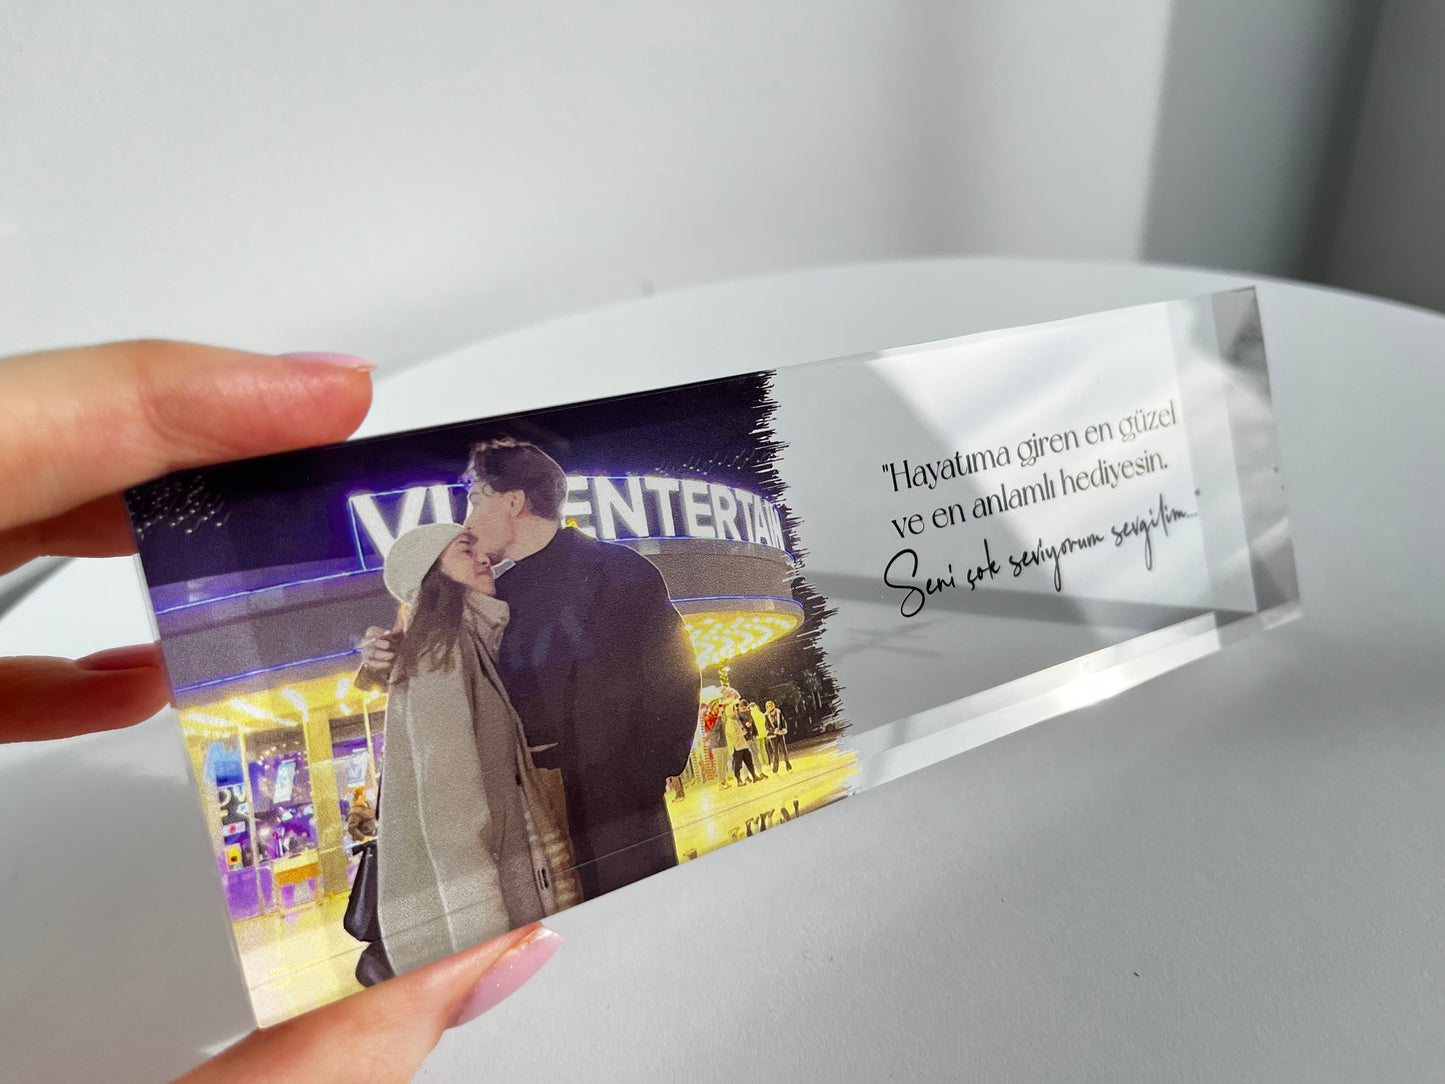 ENTERTAIN
"Hayatıma giren en güzel
ve en anlamlı hediyesin.
Seni çok seviyorum sevgilim...